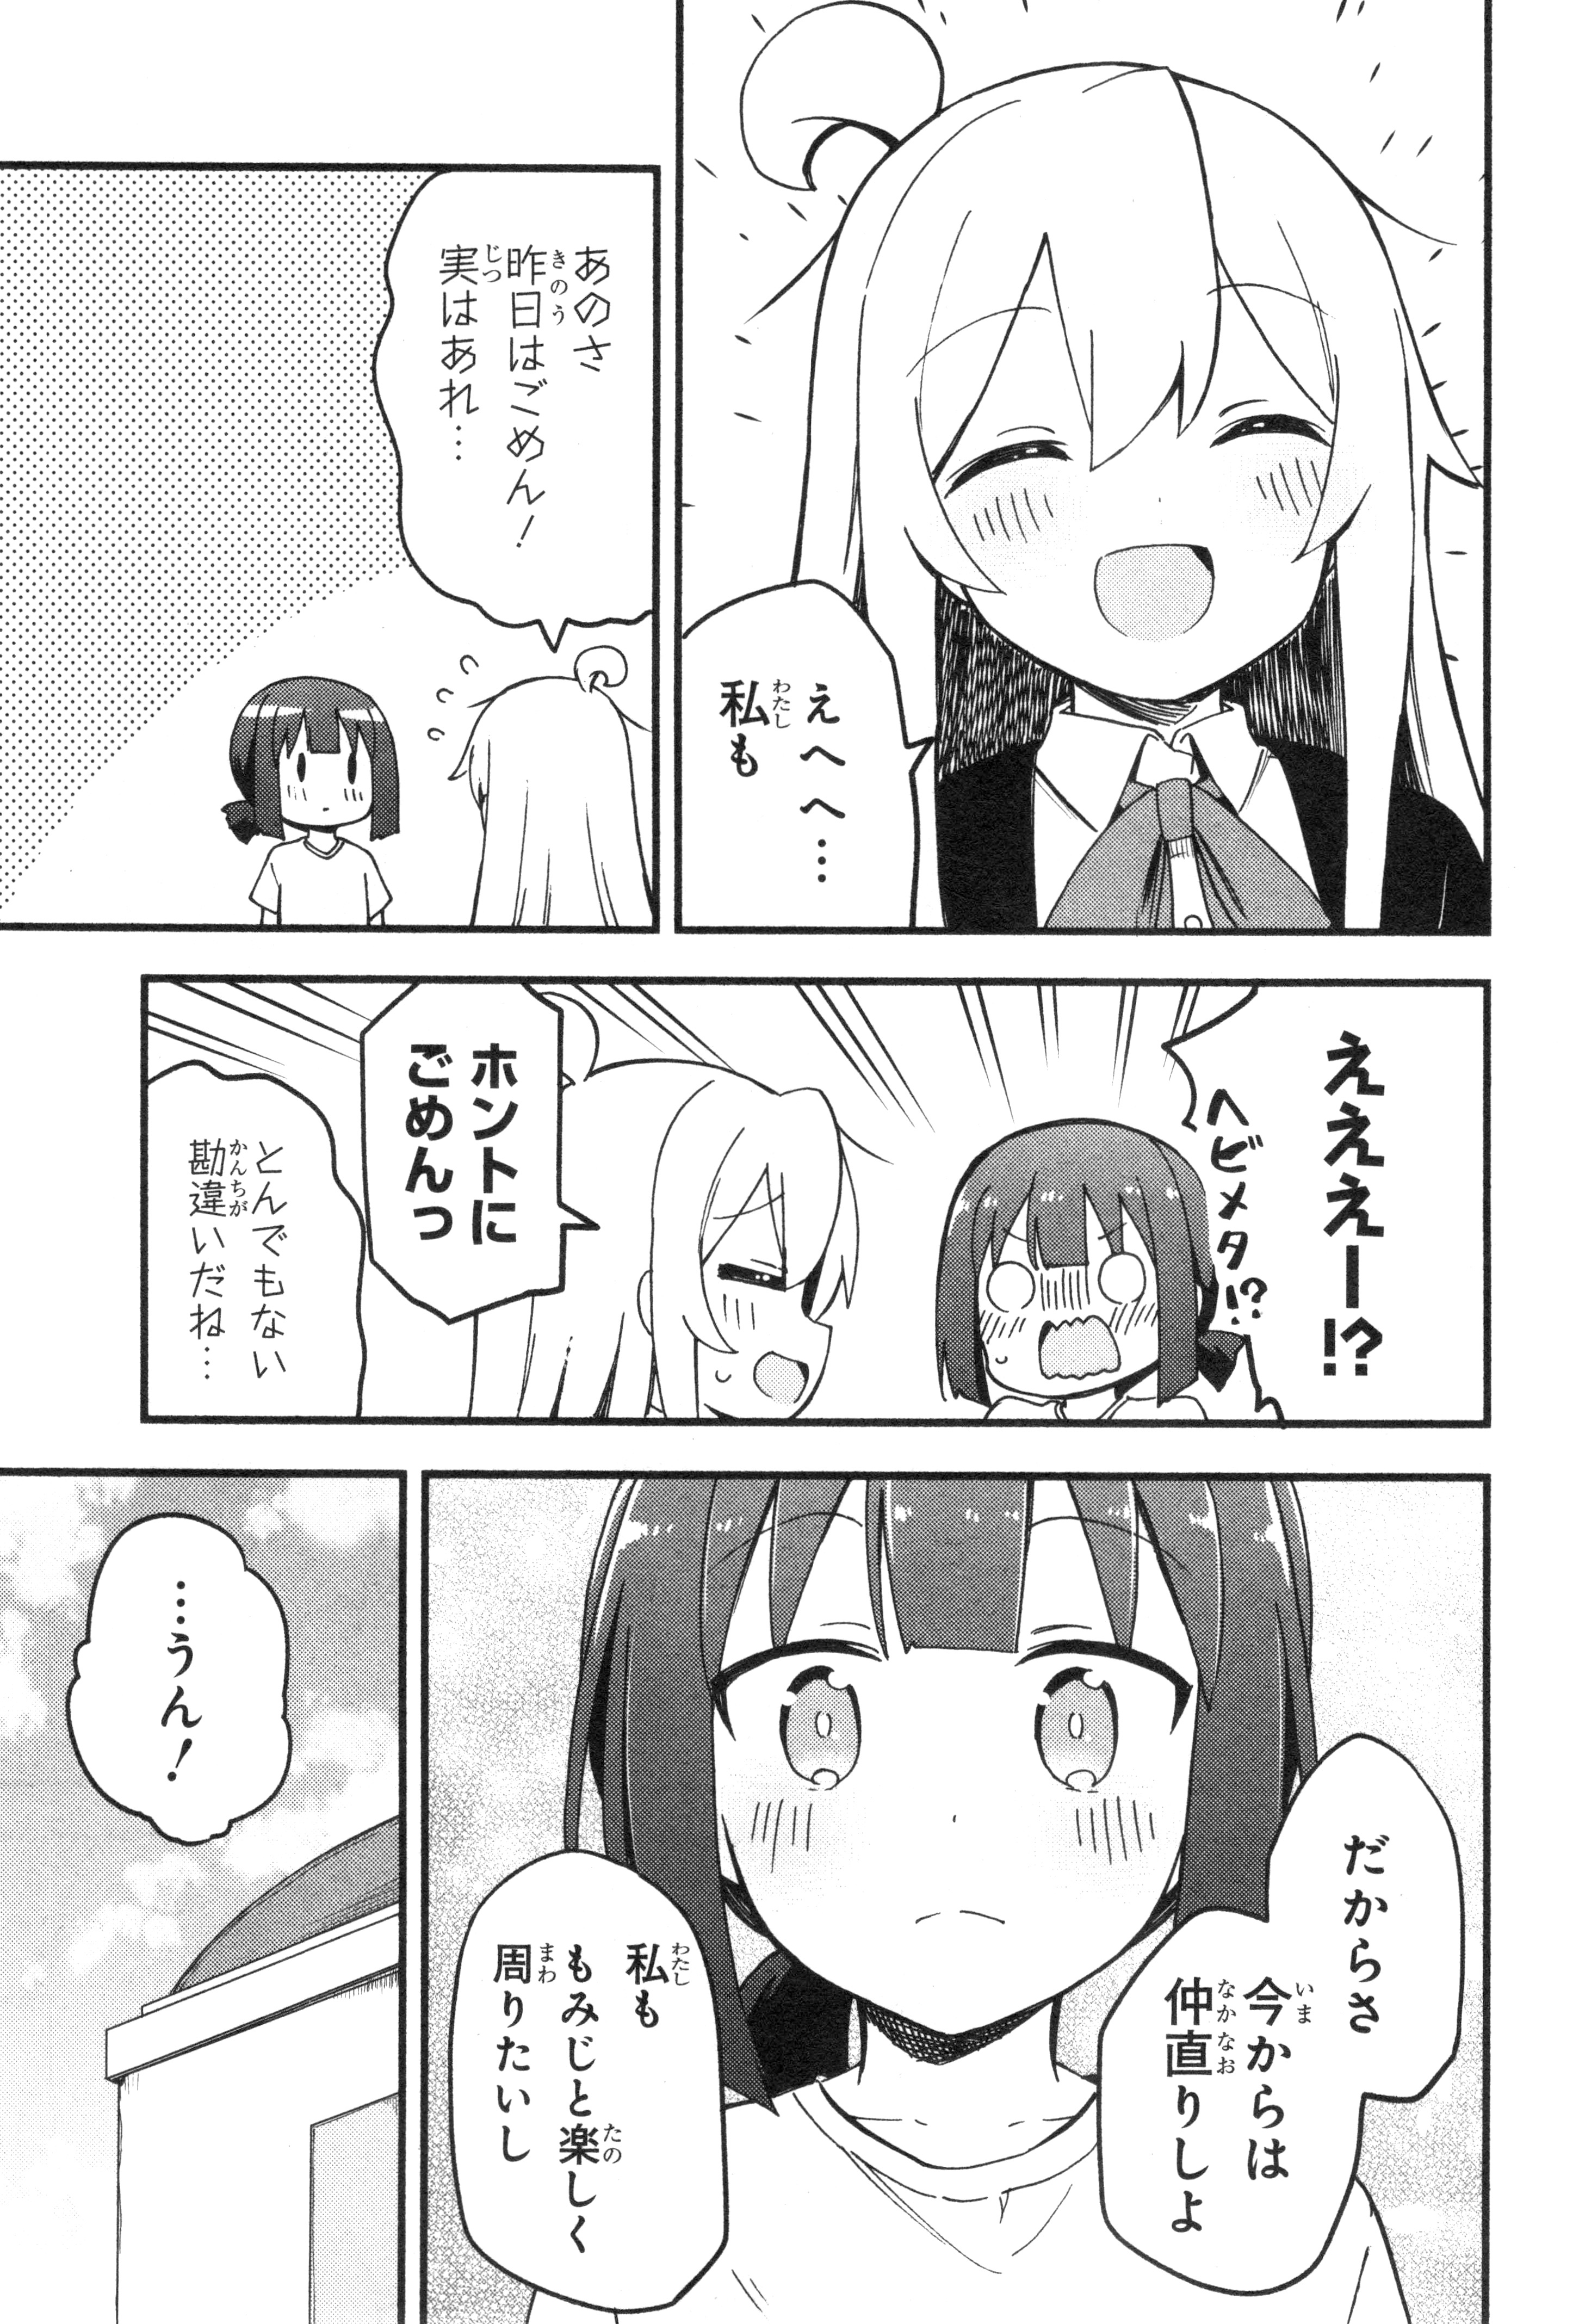 えへへ…
私も
あのさ
昨日はごめん！
実はあれ…
えええー!?
ヘビメタ!?
ホントに
ごめんっ
とんでもない
勘違いだね…
だからさ
今からは
仲直りしよ
私も
もみじと楽しく
周りたいし
…うん！